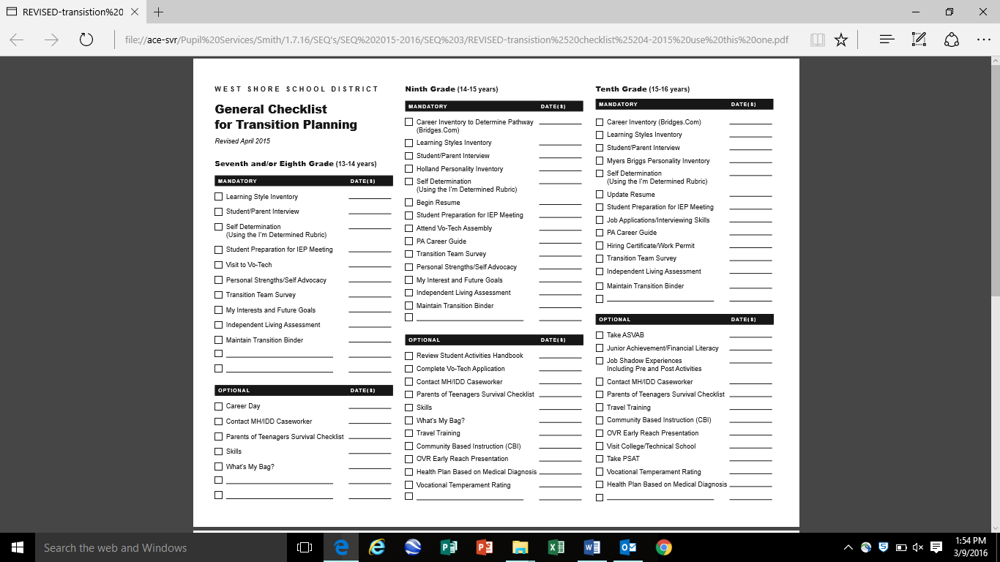 REVISED-transistion%20
file://ace-svr/Pupil%20Services/Smith/1.7.16/SEQ's/SEQ%202015-2016/SEQ%203/REVISED-transistion%2520checklist%25204-2015%20use%20this%20one.pdf
WEST SHORE SCHOOL DISTRICT
General Checklist
for Transition Planning
Revised April 2015
Seventh and/or Eighth Grade (13-14 years)
MANDATORY DATE(S)
Learning Style Inventory
Student/Parent Interview
Self Determination
(Using the I'm Determined Rubric)
Student Preparation for IEP Meeting
Visit to Vo-Tech
Personal Strengths/Self Advocacy
Transition Team Survey
My Interests and Future Goals
Independent Living Assessment
Maintain Transition Binder
OPTIONAL DATE(S)
Career Day
Contact MH/IDD Caseworker
Parents of Teenagers Survival Checklist
Skills
What's My Bag?
Ninth Grade (14-15 years)
MANDATORY DATE(S)
Career Inventory to Determine Pathway
(Bridges.Com)
Learning Styles Inventory
Student/Parent Interview
Holland Personality Inventory
Self Determination
(Using the I'm Determined Rubric)
Begin Resume
Student Preparation for IEP Meeting
Attend Vo-Tech Assembly
PA Career Guide
Transition Team Survey
Personal Strengths/Self Advocacy
My Interest and Future Goals
Independent Living Assessment
Maintain Transition Binder
OPTIONAL DATE(S)
Review Student Activities Handbook
Complete Vo-Tech Application
Contact MH/IDD Caseworker
Parents of Teenagers Survival Checklist
Skills
What's My Bag?
Travel Training
Community Based Instruction (CBI)
OVR Early Reach Presentation
Health Plan Based on Medical Diagnosis
Vocational Temperament Rating
Tenth Grade (15-16 years)
MANDATORY DATE(S)
Career Inventory (Bridges.Com)
Learning Styles Inventory
Student/Parent Interview
Myers Briggs Personality Inventory
Self Determination
(Using the I'm Determined Rubric)
Update Resume
Student Preparation for IEP Meeting
Job Applications/Interviewing Skills
PA Career Guide
Hiring Certificate/Work Permit
Transition Team Survey
Independent Living Assessment
Maintain Transition Binder
OPTIONAL DATE(S)
Take ASVAB
Junior Achievement/Financial Literacy
Job Shadow Experiences
Including Pre and Post Activities
Contact MH/IDD Caseworker
Parents of Teenagers Survival Checklist
Travel Training
Community Based Instruction (CBI)
OVR Early Reach Presentation
Visit College/Technical School
Take PSAT
Vocational Temperament Rating
Health Plan Based on Medical Diagnosis
Search the web and Windows
1:54 PM
3/9/2016